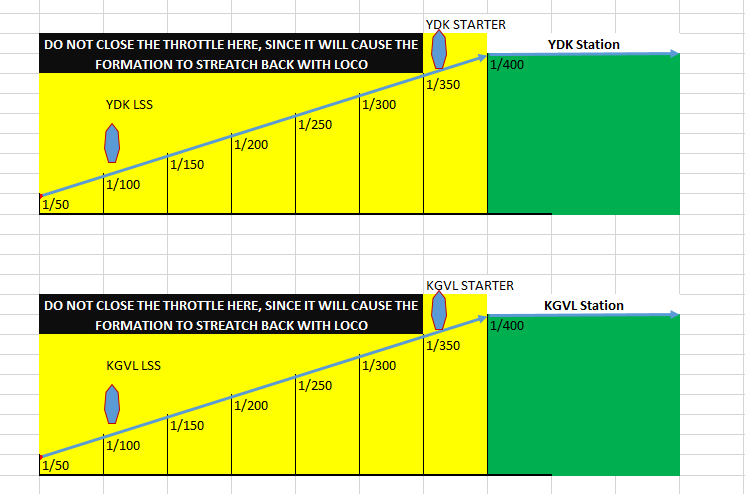 YDK STARTER
DO NOT CLOSE THE THROTTLE HERE, SINCE IT WILL CAUSE THE
FORMATION TO STREATCH BACK WITH LOCO
YDK Station
1/400
1/350
YDK LSS
1/300
1/250
1/200
1/150
1/100
1/50
KGVL STARTER
DO NOT CLOSE THE THROTTLE HERE, SINCE IT WILL CAUSE THE
FORMATION TO STREATCH BACK WITH LOCO
KGVL Station
1/400
1/350
KGVL LSS
1/300
1/250
1/200
1/150
1/100
1/50